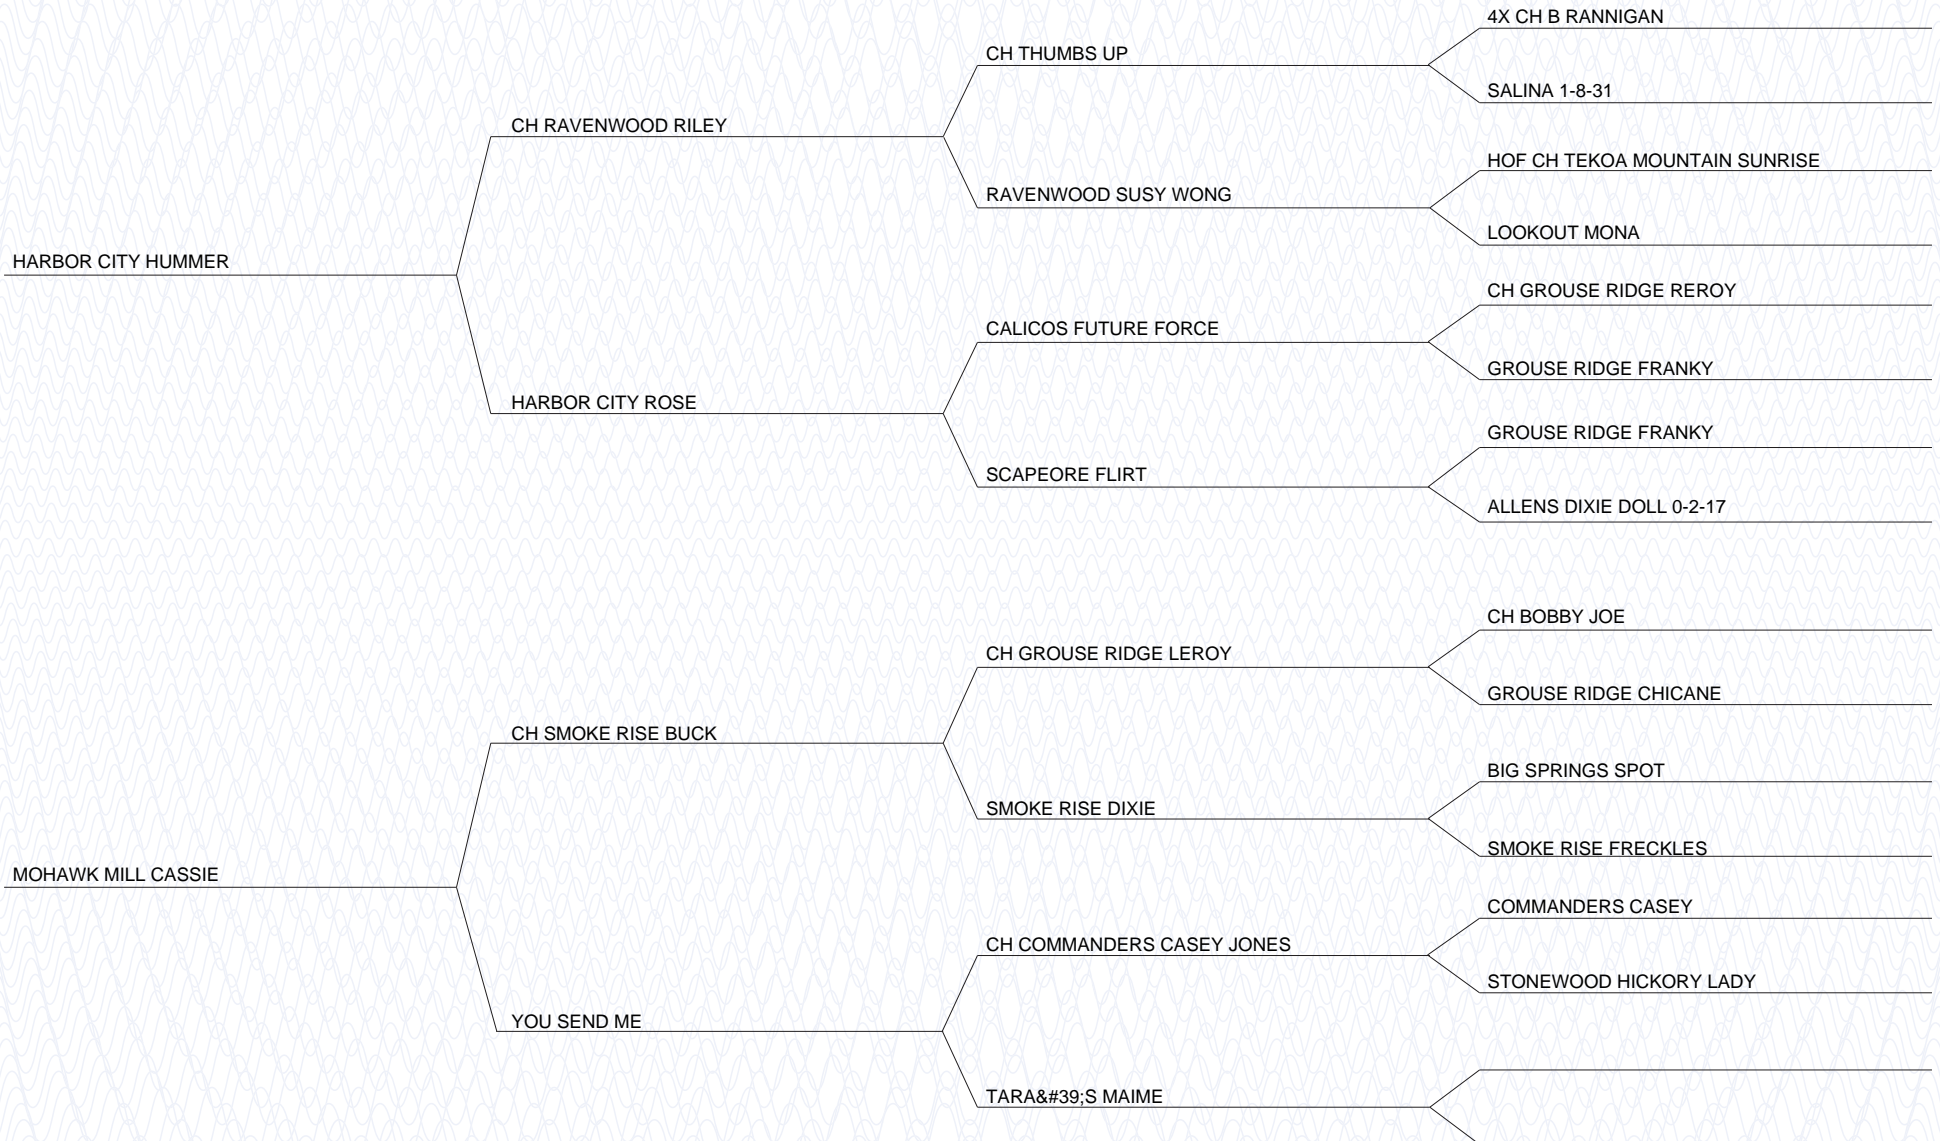 4X CH B RANNIGAN
CH THUMBS UP
SALINA 1-8-31
CH RAVENWOOD RILEY
HOF CH TEKOA MOUNTAIN SUNRISE
RAVENWOOD SUSY WONG
LOOKOUT MONA
HARBOR CITY HUMMER
CH GROUSE RIDGE REROY
CALICOS FUTURE FORCE
GROUSE RIDGE FRANKY
HARBOR CITY ROSE
GROUSE RIDGE FRANKY
SCAPEORE FLIRT
ALLENS DIXIE DOLL 0-2-17
CH BOBBY JOE
CH GROUSE RIDGE LEROY
GROUSE RIDGE CHICANE
CH SMOKE RISE BUCK
BIG SPRINGS SPOT
SMOKE RISE DIXIE
SMOKE RISE FRECKLES
MOHAWK MILL CASSIE
COMMANDERS CASEY
CH COMMANDERS CASEY JONES
STONEWOOD HICKORY LADY
YOU SEND ME
TARA&#39;S MAIME